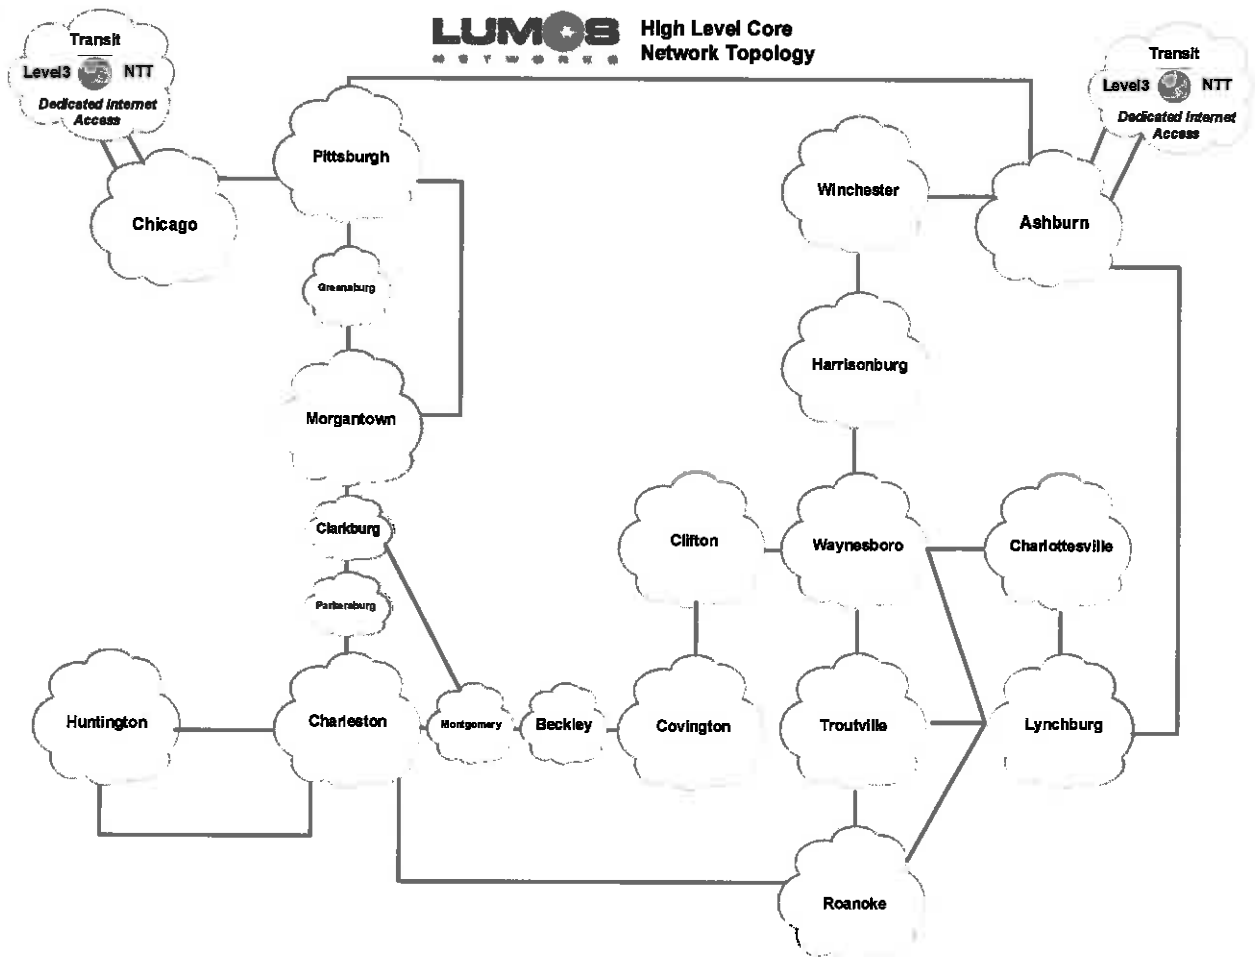 LUMOS
NETWORKS
High Level Core
Network Topology
Transit
Level3 NTT
Dedicated Internet
Access
Transit
Level3 NTT
Dedicated Internet
Access
Pittsburgh
Winchester
Chicago
Ashburn
Greensburg
Harrisonburg
Morgantown
Clarkburg
Clifton
Waynesboro
Charlottesville
Parkersburg
Huntington
Charleston
Montgomery
Beckley
Covington
Troutville
Lynchburg
Roanoke